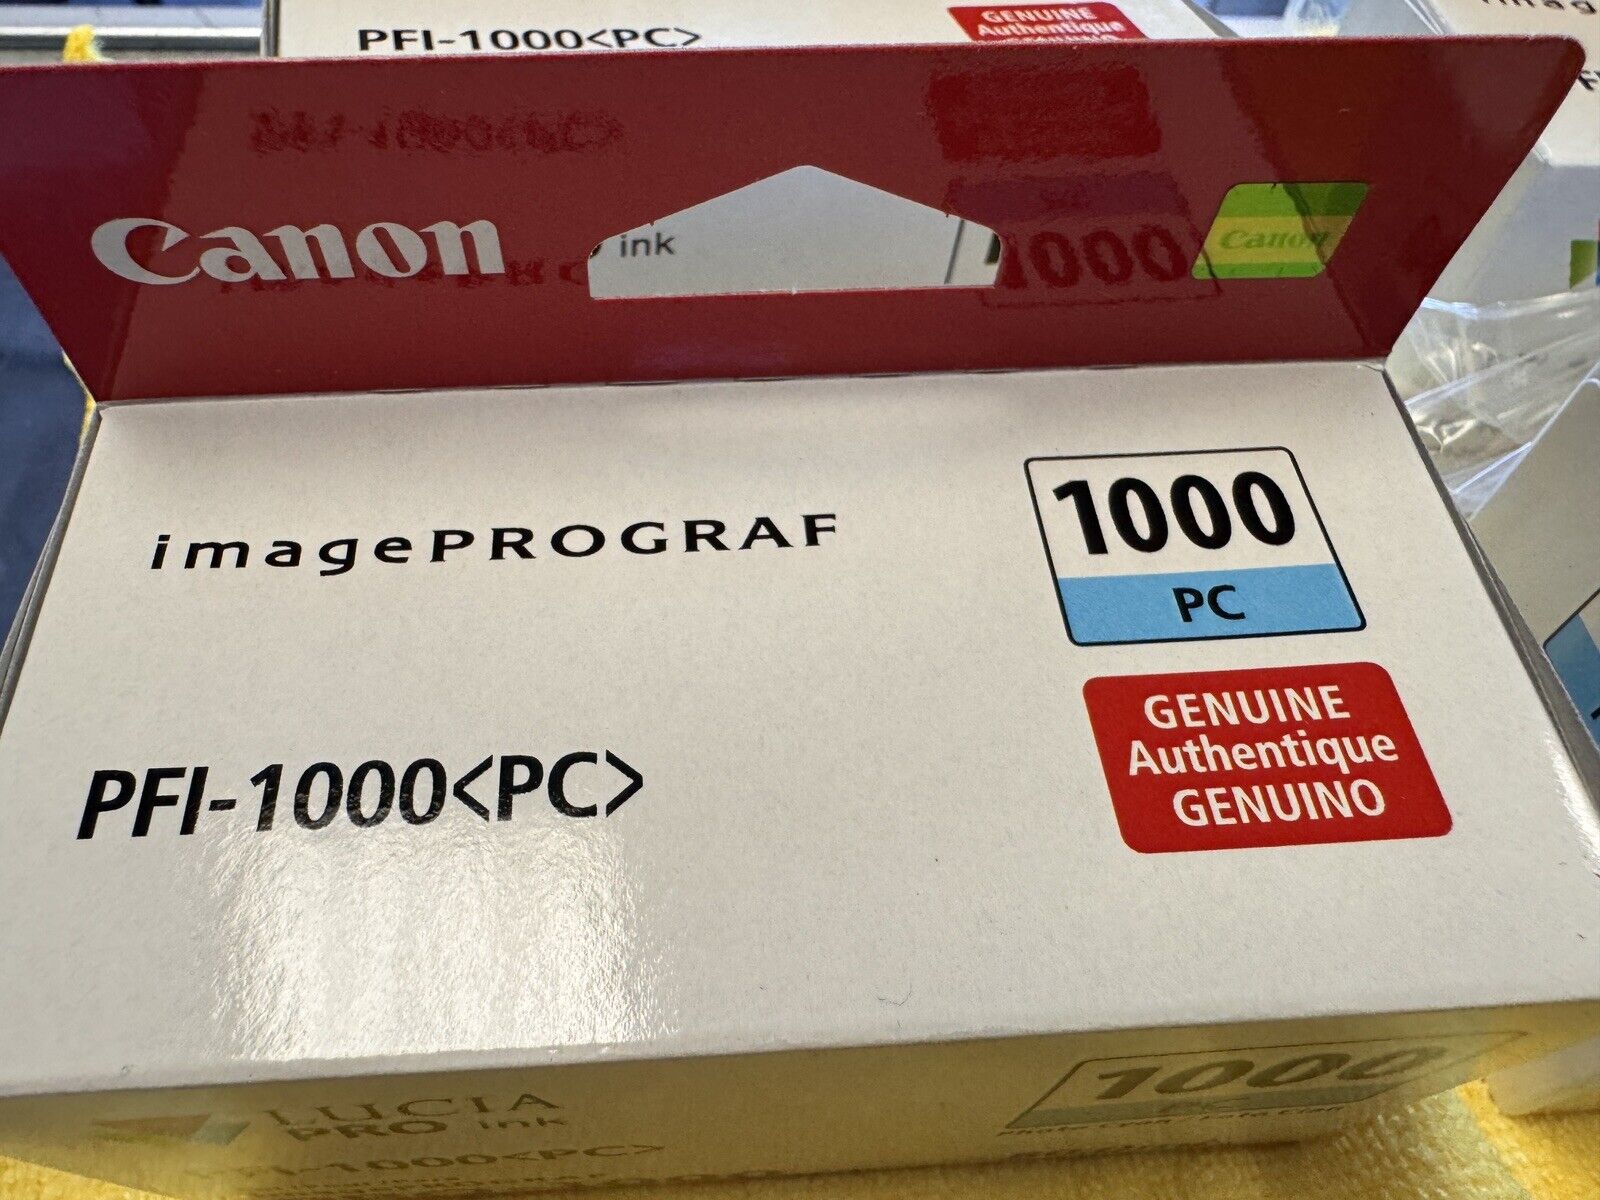 PFI-1000<PC>
GENUINE
Authentique
Canon
ink
1000
Canon
imagePROGRAF
1000
PC
PFI-1000<PC>
GENUINE
Authentique
GENUINO
LUCIA
PRO ink
1000
PFI-1000<PC>